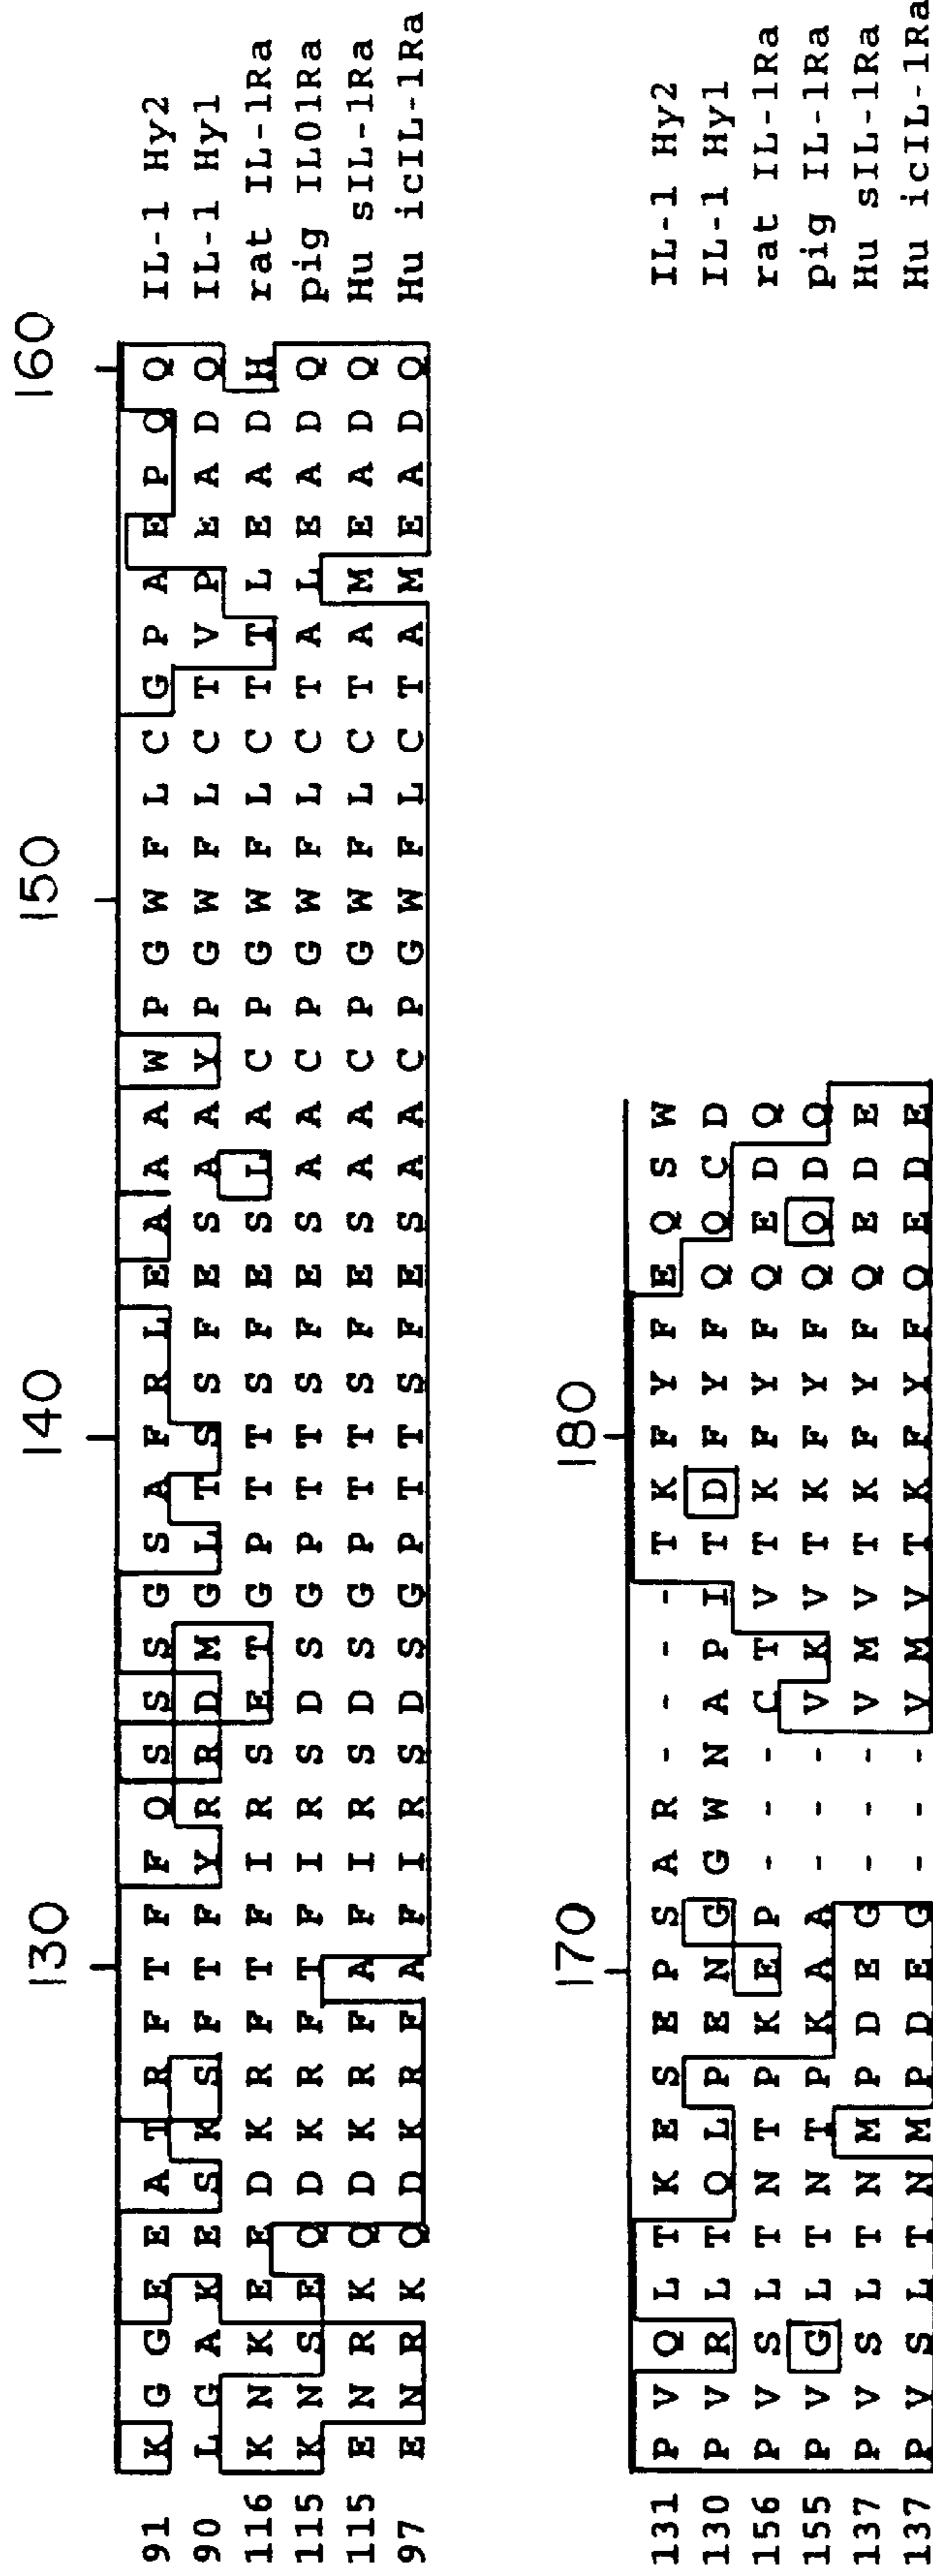 130 140 150 160
91 K G G E E A T R F T F F Q S S S G S A F R L E A A A W P G W F L C G P A E P Q Q IL-1 Hy2
90 L G A K E S K S F T F Y R R D M G L T S S F E S A A Y P G W F L C T V P E A D Q IL-1 Hy1
116 K N K E E D K R F T F I R S E T G P T T S F E S L A C P G W F L C T T L E A D H rat IL-1Ra
115 K N S E Q D K R F T F I R S D S G P T T S F E S A A C P G W F L C T A L E A D Q pig IL01Ra
115 E N R K Q D K R F A F I R S D S G P T T S F E S A A C P G W F L C T A M E A D Q Hu sIL-1Ra
97 E N R K Q D K R F A F I R S D S G P T T S F E S A A C P G W F L C T A M E A D Q Hu icIL-1Ra
170 180
131 P V Q L T K E S E P S A R - - - - T K F Y F E Q S W IL-1 Hy2
130 P V R L T Q L P E N G G W N A P I T D F Y F Q Q C D IL-1 Hy1
156 P V S L T N T P K E P - - - C T V T K F Y F Q E D Q rat IL-1Ra
155 P V G L T N T P K A A - - - V K V T K F Y F Q Q D Q pig IL-1Ra
137 P V S L T N M P D E G - - - V M V T K F Y F Q E D E Hu sIL-1Ra
137 P V S L T N M P D E G - - - V M V T K F Y F Q E D E Hu icIL-1Ra